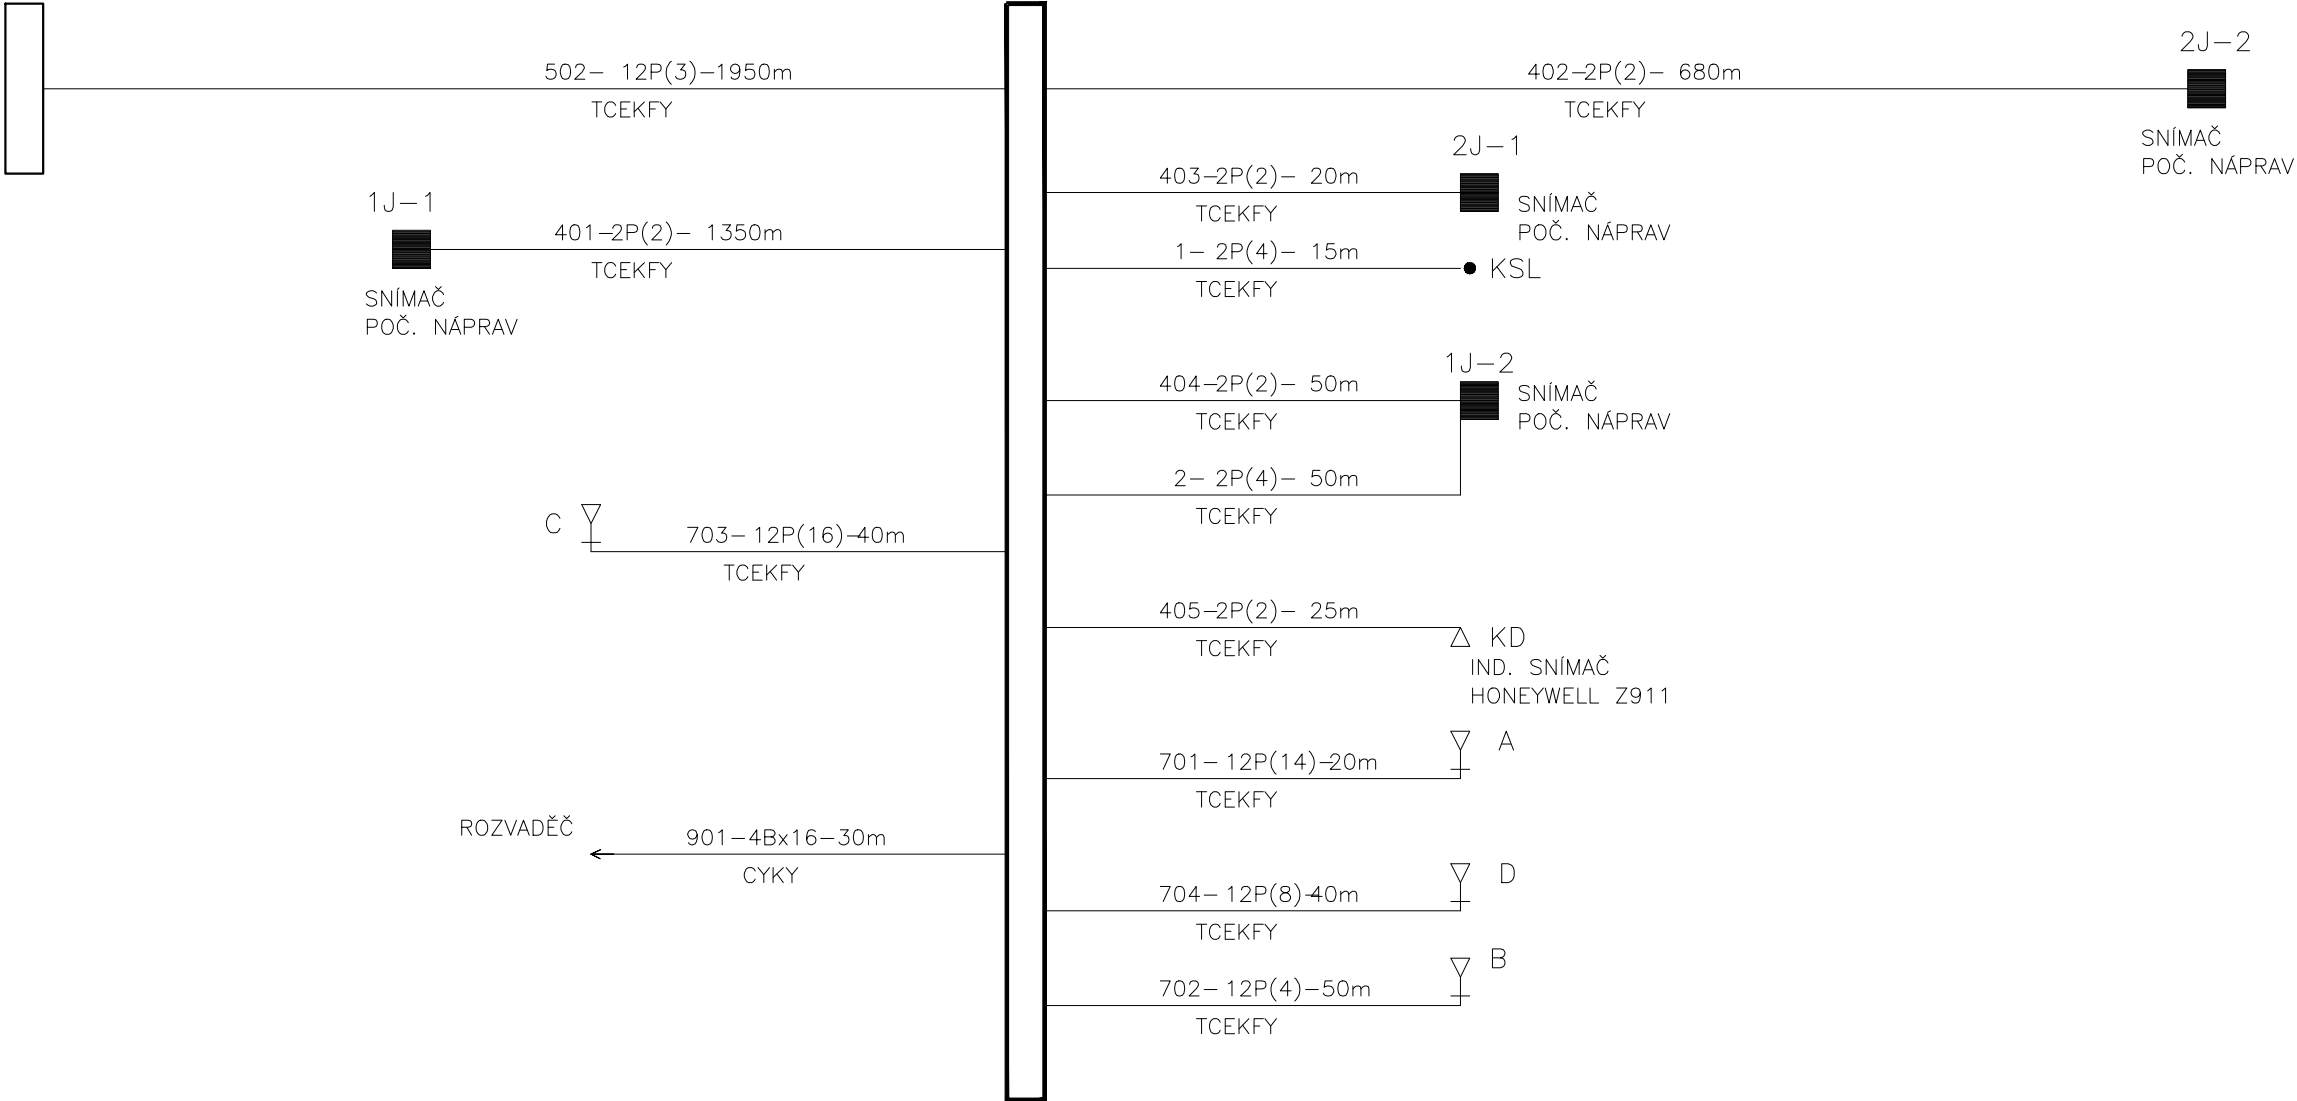 502- 12P(3)-1950m
TCEKFY
402-2P(2)- 680m
TCEKFY
2J-2
SNÍMAČ
POČ. NÁPRAV
2J-1
403-2P(2)- 20m
TCEKFY
SNÍMAČ
POČ. NÁPRAV
1J-1
401-2P(2)- 1350m
TCEKFY
SNÍMAČ
POČ. NÁPRAV
1- 2P(4)- 15m
TCEKFY
KSL
1J-2
404-2P(2)- 50m
TCEKFY
SNÍMAČ
POČ. NÁPRAV
2- 2P(4)- 50m
TCEKFY
C
703-12P(16)-40m
TCEKFY
405-2P(2)- 25m
TCEKFY
KD
IND. SNÍMAČ
HONEYWELL Z911
701-12P(14)-20m
TCEKFY
A
ROZVADĚČ
901-4Bx16-30m
CYKY
704-12P(8)-40m
TCEKFY
D
702-12P(4)-50m
TCEKFY
B